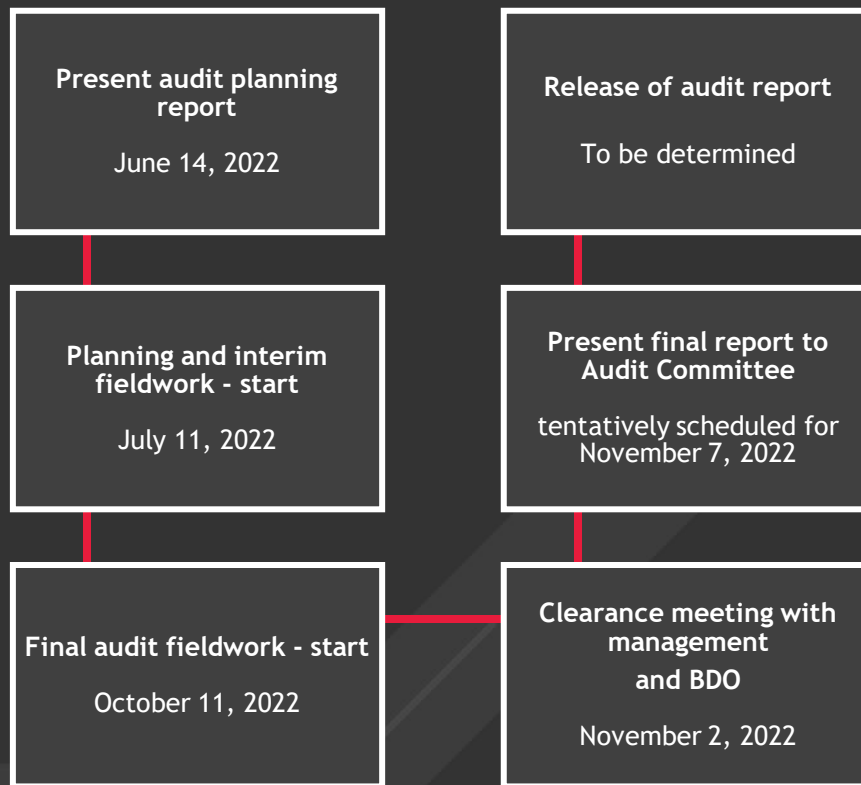 Present audit planning
report
June 14, 2022
Planning and interim
fieldwork - start
July 11, 2022
Final audit fieldwork - start
October 11, 2022
Clearance meeting with
management
and BDO
November 2, 2022
Present final report to
Audit Committee
tentatively scheduled for
November 7, 2022
Release of audit report
To be determined